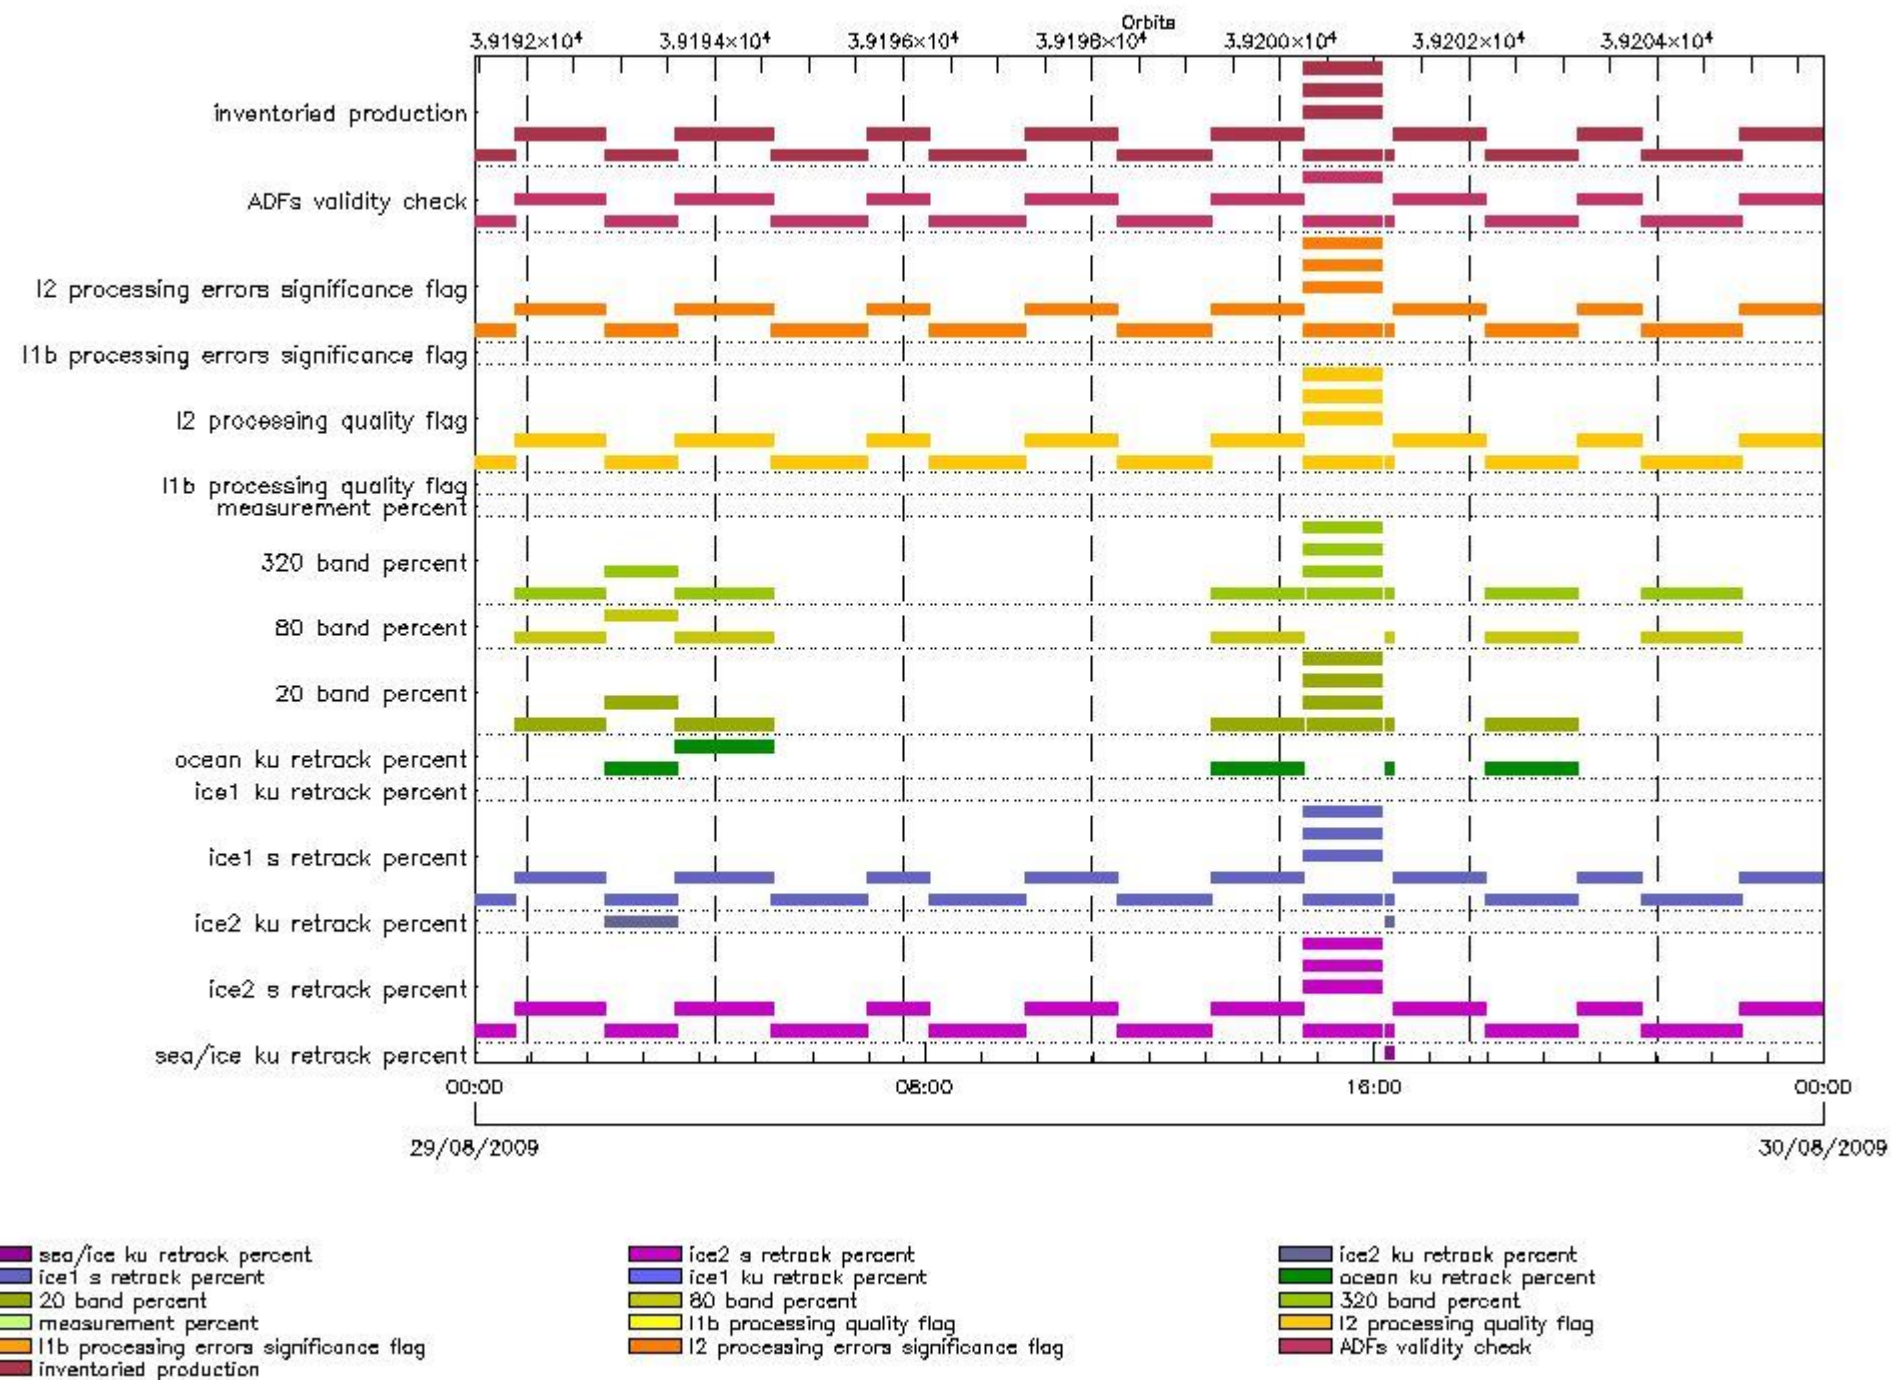 Orbits
3.9192×10⁴ 3.9194×10⁴ 3.9196×10⁴ 3.9198×10⁴ 3.9200×10⁴ 3.9202×10⁴ 3.9204×10⁴
inventoried production
ADFs validity check
l2 processing errors significance flag
l1b processing errors significance flag
l2 processing quality flag
l1b processing quality flag
measurement percent
320 band percent
80 band percent
20 band percent
ocean ku retrack percent
ice1 ku retrack percent
ice1 s retrack percent
ice2 ku retrack percent
ice2 s retrack percent
sea/ice ku retrack percent
00:00 08:00 16:00 00:00
29/08/2009 30/08/2009
sea/ice ku retrack percent ice2 s retrack percent ice2 ku retrack percent
ice1 s retrack percent ice1 ku retrack percent ocean ku retrack percent
20 band percent 80 band percent 320 band percent
measurement percent l1b processing quality flag l2 processing quality flag
l1b processing errors significance flag l2 processing errors significance flag ADFs validity check
inventoried production